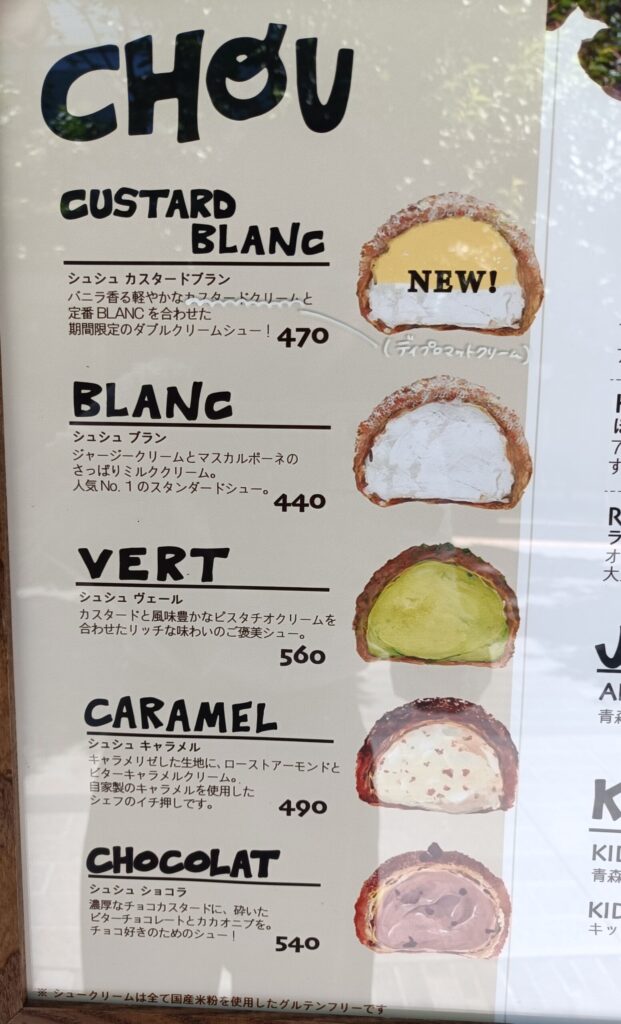 CHOU
CUSTARD
BLANC
シュシュ カスタードブラン
バニラ香る軽やかなカスタードクリームと
定番BLANCを合わせた
期間限定のダブルクリームシュー！
470
NEW!
(ディプロマットクリーム)
BLANC
シュシュ ブラン
ジャージークリームとマスカルポーネの
さっぱりミルククリーム。
人気No.1のスタンダードシュー。
440
VERT
シュシュ ヴェール
カスタードと風味豊かなピスタチオクリームを
合わせたリッチな味わいのご褒美シュー。
560
CARAMEL
シュシュ キャラメル
キャラメリゼした生地に、ローストアーモンドと
ビターキャラメルクリーム。
自家製のキャラメルを使用した
シェフのイチ押しです。
490
CHOCOLAT
シュシュ ショコラ
濃厚なチョコカスタードに、砕いた
ビターチョコレートとカカオニブを。
チョコ好きのためのシュー！
540
※ シュークリームは全て国産米粉を使用したグルテンフリーです
青森
KID
青森
KID
キッ